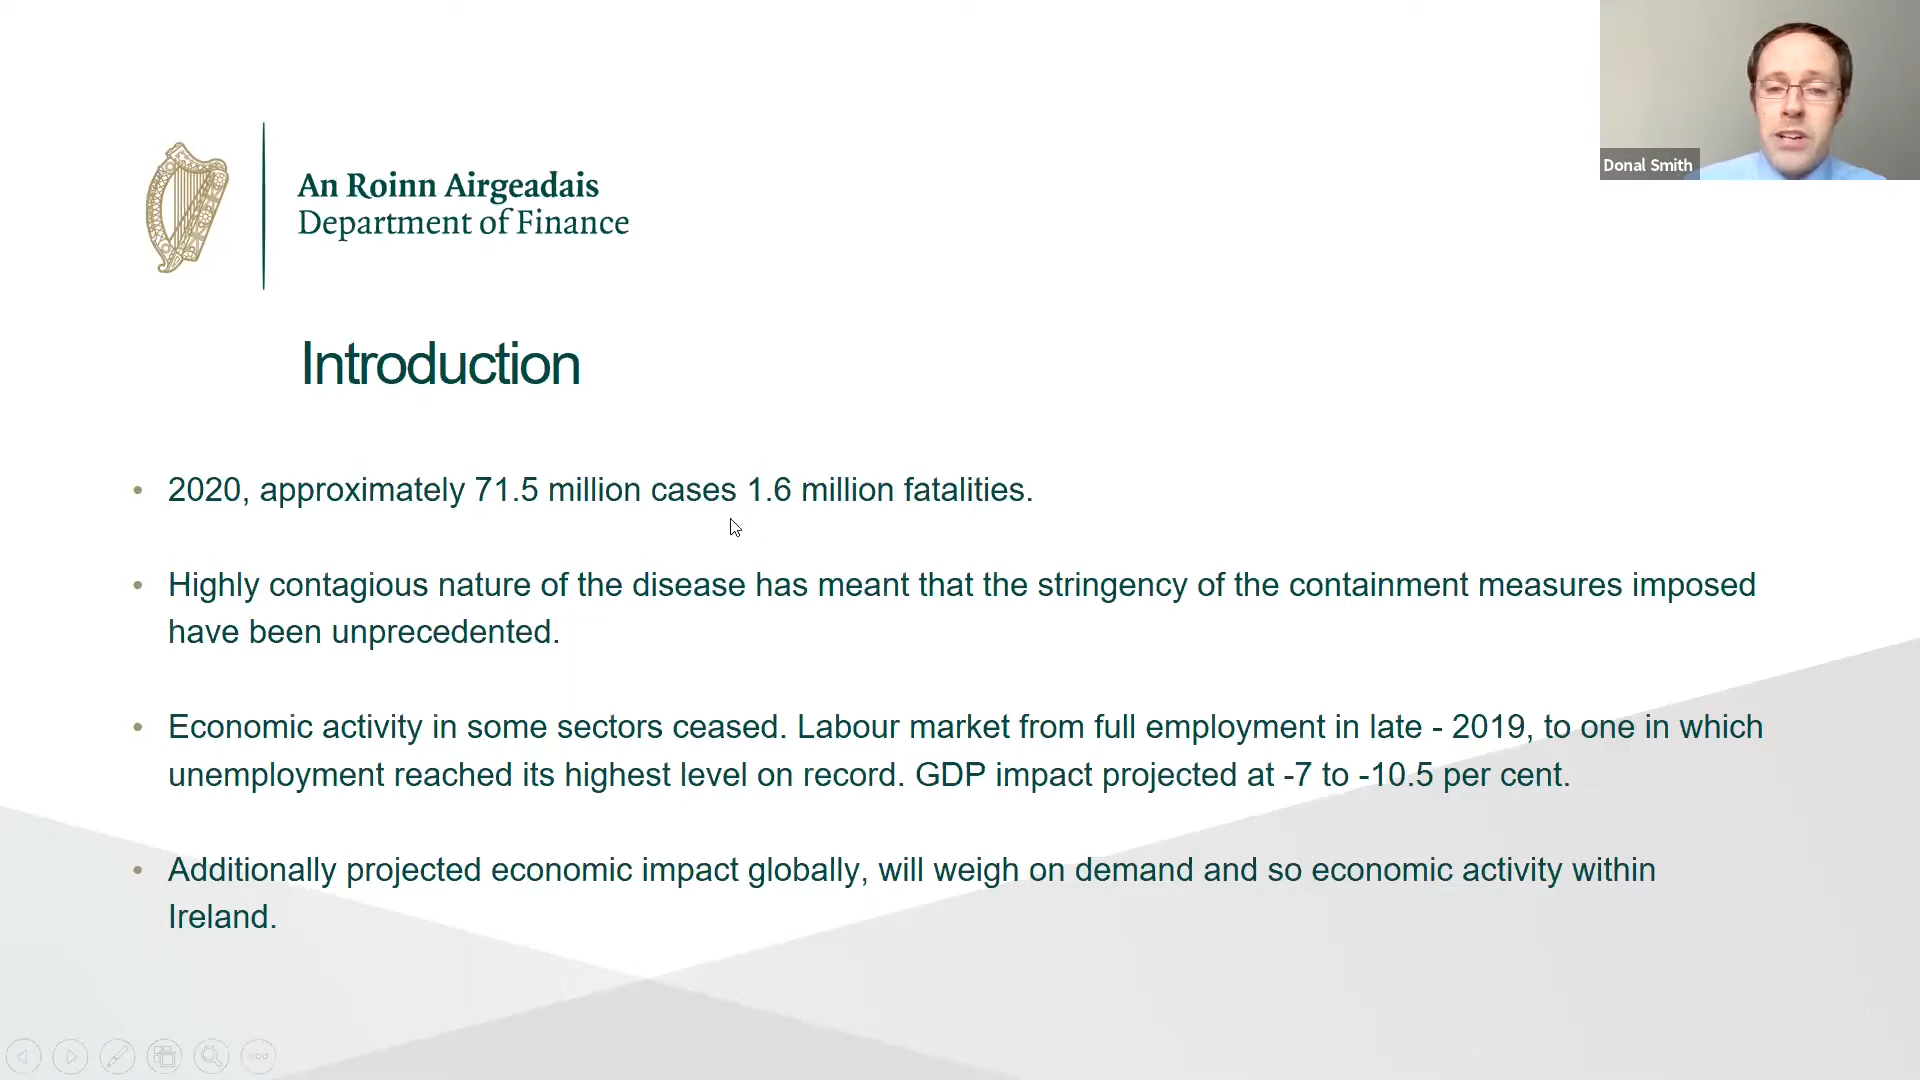 Donal Smith
An Roinn Airgeadais
Department of Finance
Introduction
• 2020, approximately 71.5 million cases 1.6 million fatalities.
• Highly contagious nature of the disease has meant that the stringency of the containment measures imposed
have been unprecedented.
• Economic activity in some sectors ceased. Labour market from full employment in late - 2019, to one in which
unemployment reached its highest level on record. GDP impact projected at -7 to -10.5 per cent.
• Additionally projected economic impact globally, will weigh on demand and so economic activity within
Ireland.